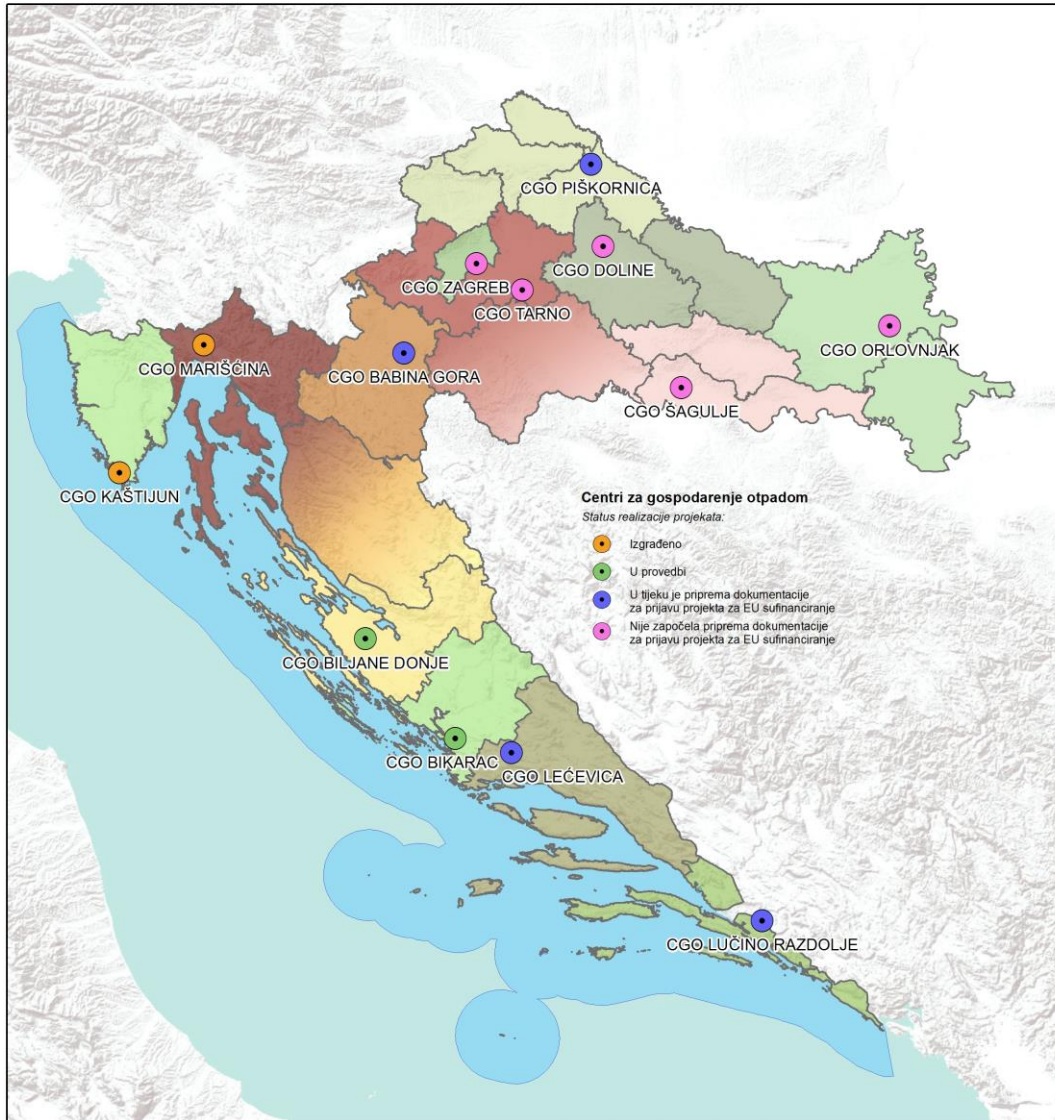 CGO PIŠKORNICA
CGO DOLINE
CGO ZAGREB
CGO TARNO
CGO ORLOVNJAK
CGO MARIŠĆINA
CGO BABINA GORA
CGO ŠAGULJE
CGO KAŠTIJUN
Centri za gospodarenje otpadom
Status realizacije projekata:
Izgrađeno
U provedbi
U tijeku je priprema dokumentacije
za prijavu projekta za EU sufinanciranje
Nije započela priprema dokumentacije
za prijavu projekta za EU sufinanciranje
CGO BILJANE DONJE
CGO BIKARAC
CGO LEĆEVICA
CGO LUČINO RAZDOLJE